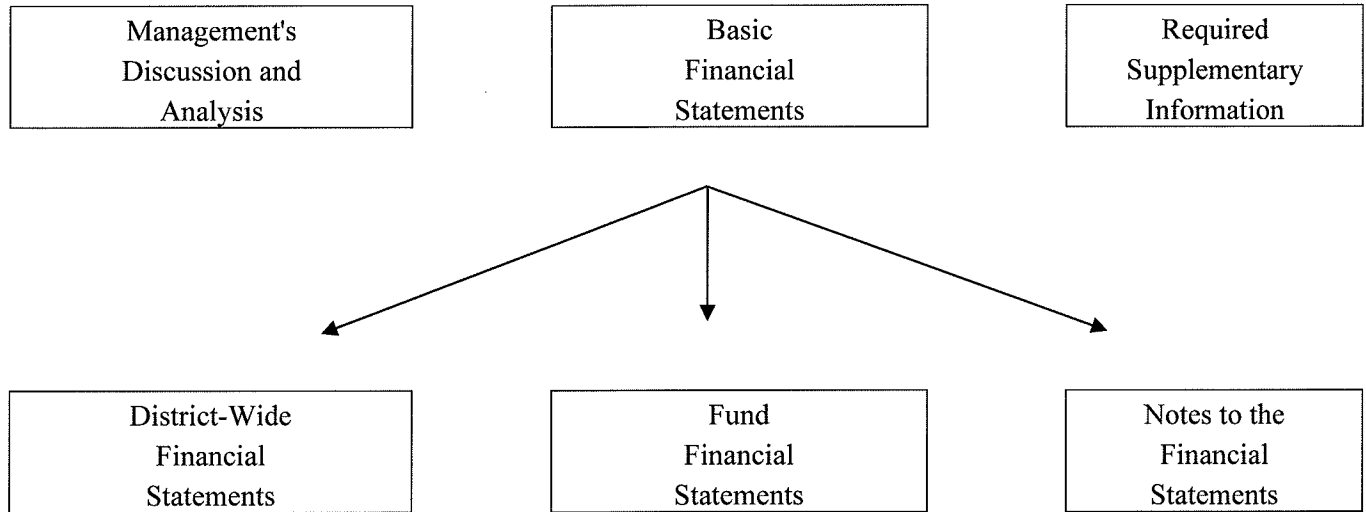 Management's
Discussion and
Analysis
Basic
Financial
Statements
Required
Supplementary
Information
District-Wide
Financial
Statements
Fund
Financial
Statements
Notes to the
Financial
Statements